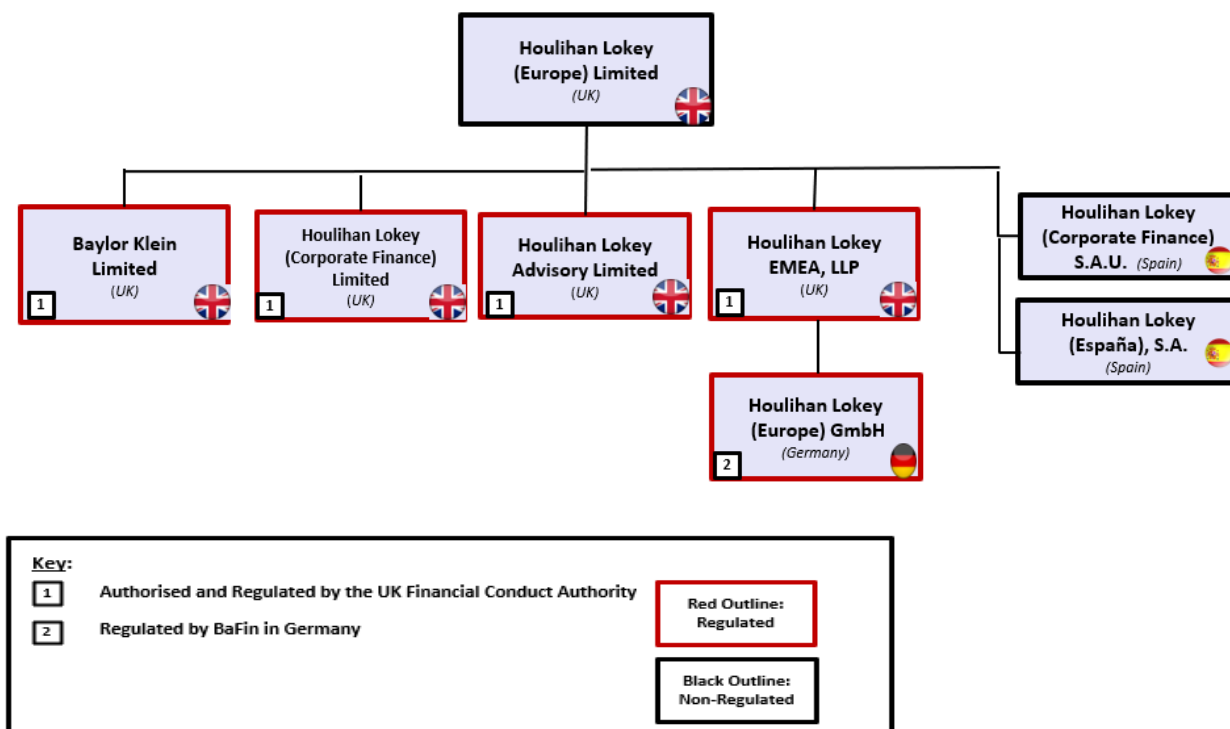 Houlihan Lokey
(Europe) Limited
(UK)
Baylor Klein
Limited
(UK)
1
Houlihan Lokey
(Corporate Finance)
Limited
(UK)
1
Houlihan Lokey
Advisory Limited
(UK)
1
Houlihan Lokey
EMEA, LLP
(UK)
1
Houlihan Lokey
(Corporate Finance)
S.A.U. (Spain)
Houlihan Lokey
(España), S.A.
(Spain)
Houlihan Lokey
(Europe) GmbH
(Germany)
2
Key:
1 Authorised and Regulated by the UK Financial Conduct Authority
2 Regulated by BaFin in Germany
Red Outline:
Regulated
Black Outline:
Non-Regulated